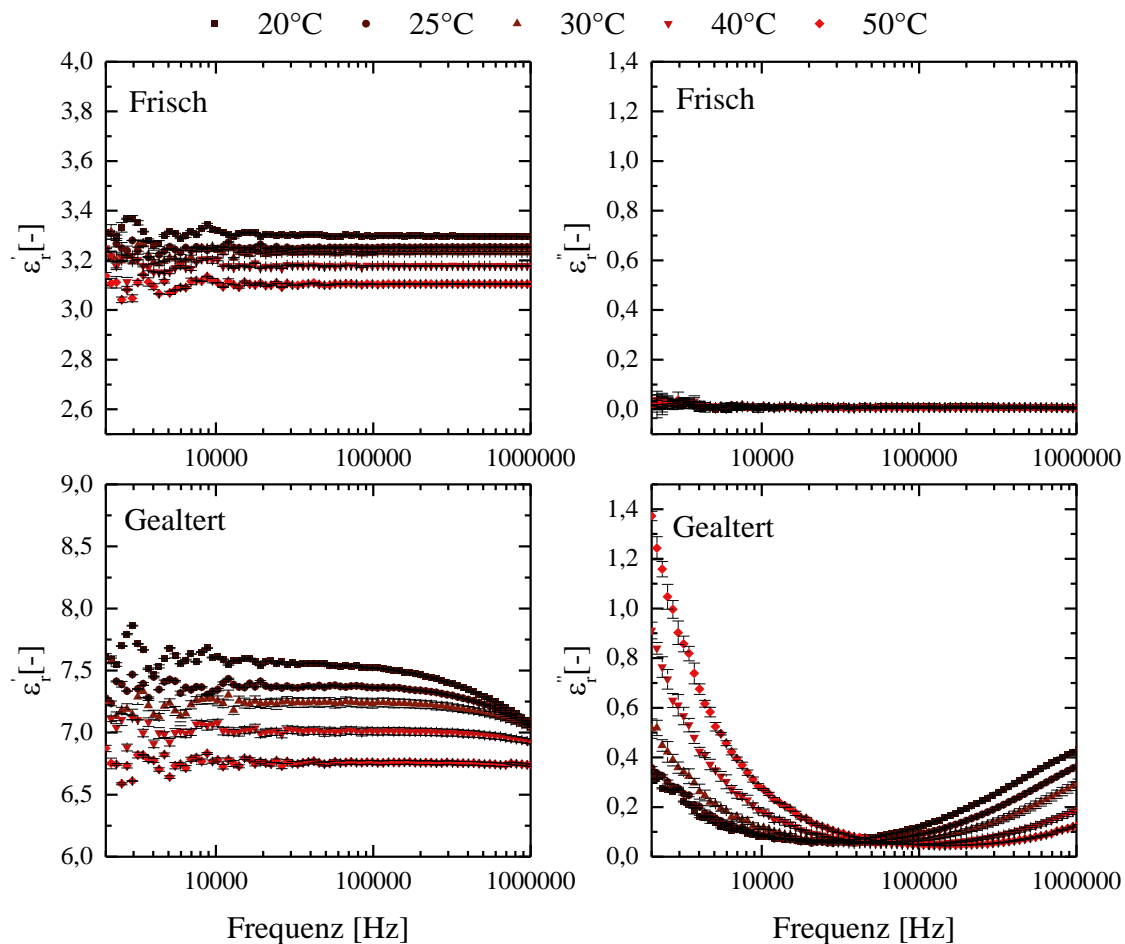 20°C 25°C 30°C 40°C 50°C
4,0
3,8
3,6
3,4
3,2
3,0
2,8
2,6
Frisch
εr'[-]
10000 100000 1000000
1,4
1,2
1,0
0,8
0,6
0,4
0,2
0,0
Frisch
εr''[-]
10000 100000 1000000
9,0
8,5
8,0
7,5
7,0
6,5
6,0
Gealtert
εr'[-]
10000 100000 1000000
Frequenz [Hz]
1,4
1,2
1,0
0,8
0,6
0,4
0,2
0,0
Gealtert
εr''[-]
10000 100000 1000000
Frequenz [Hz]